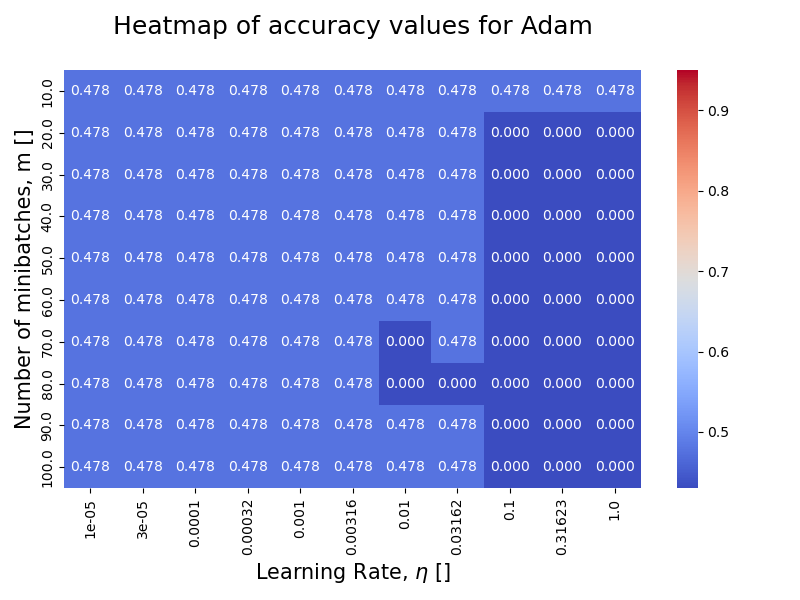 Heatmap of accuracy values for Adam
Number of minibatches, m []
10.0 0.478 0.478 0.478 0.478 0.478 0.478 0.478 0.478 0.478 0.478 0.478
20.0 0.478 0.478 0.478 0.478 0.478 0.478 0.478 0.478 0.000 0.000 0.000
30.0 0.478 0.478 0.478 0.478 0.478 0.478 0.478 0.478 0.000 0.000 0.000
40.0 0.478 0.478 0.478 0.478 0.478 0.478 0.478 0.478 0.000 0.000 0.000
50.0 0.478 0.478 0.478 0.478 0.478 0.478 0.478 0.478 0.000 0.000 0.000
60.0 0.478 0.478 0.478 0.478 0.478 0.478 0.478 0.478 0.000 0.000 0.000
70.0 0.478 0.478 0.478 0.478 0.478 0.478 0.000 0.478 0.000 0.000 0.000
80.0 0.478 0.478 0.478 0.478 0.478 0.478 0.000 0.000 0.000 0.000 0.000
90.0 0.478 0.478 0.478 0.478 0.478 0.478 0.478 0.478 0.000 0.000 0.000
100.0 0.478 0.478 0.478 0.478 0.478 0.478 0.478 0.478 0.000 0.000 0.000
1e-05 3e-05 0.0001 0.00032 0.001 0.00316 0.01 0.03162 0.1 0.31623 1.0
Learning Rate, η []
0.9
0.8
0.7
0.6
0.5